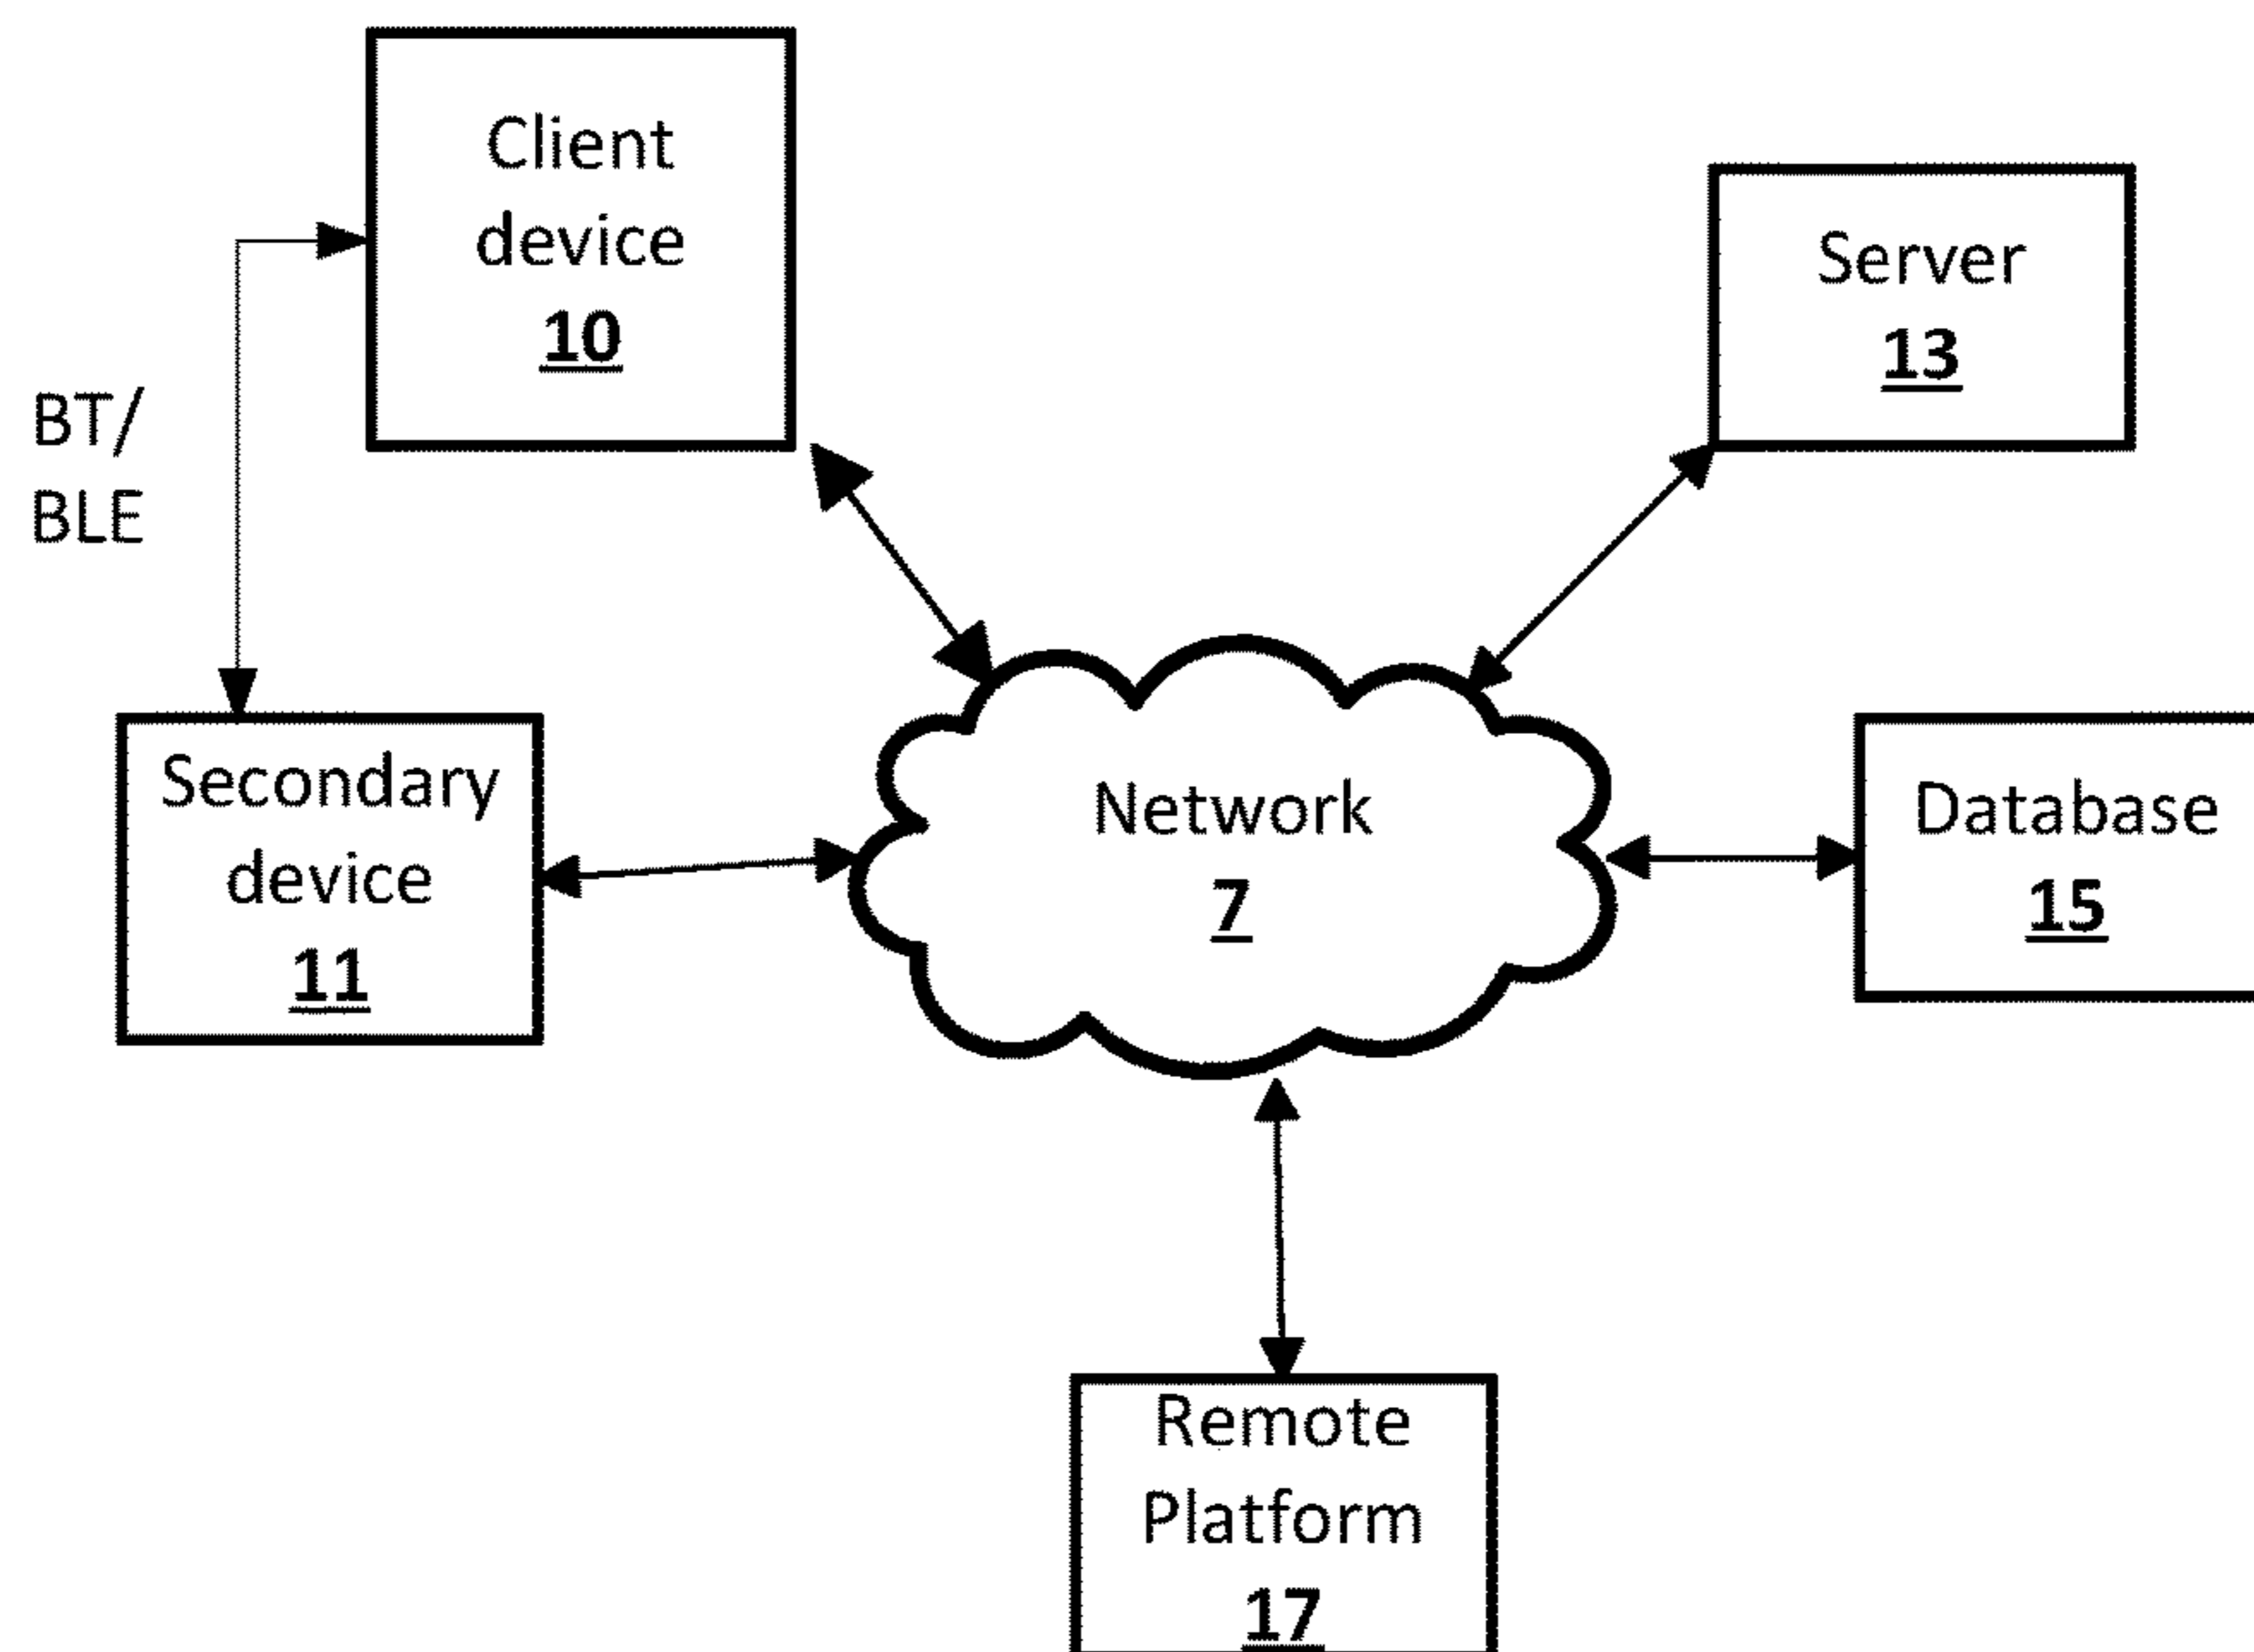 Client
device
10
Server
13
BT/
BLE
Secondary
device
11
Network
7
Database
15
Remote
Platform
17